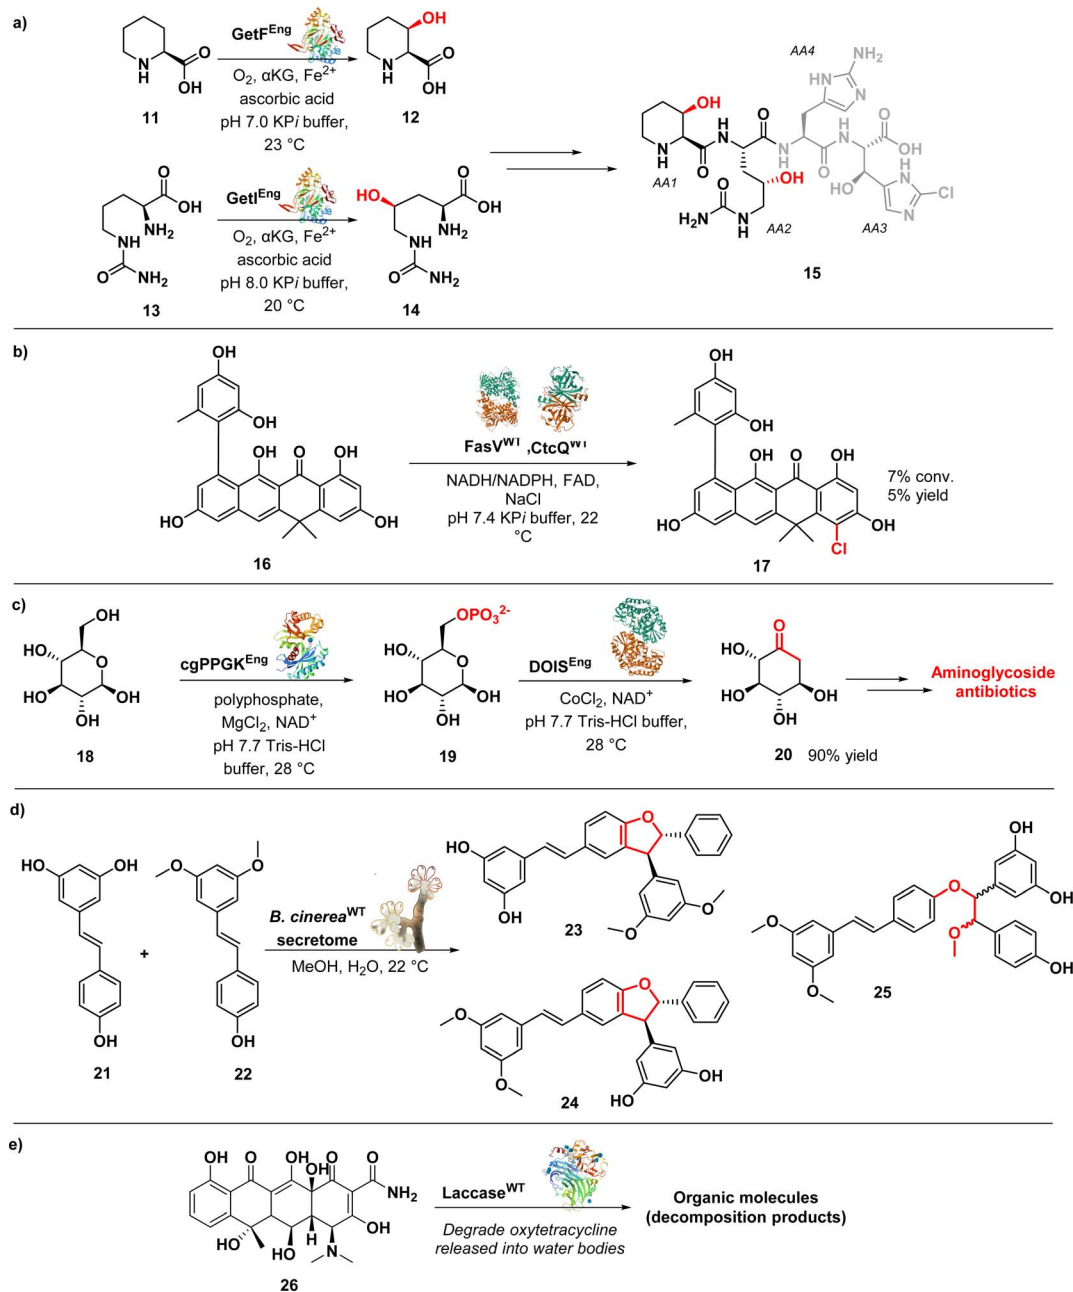 a)
GetF^Eng
O2, αKG, Fe2+
ascorbic acid
pH 7.0 KPi buffer,
23 °C
NH
O
OH
11
OH
NH
O
OH
12
O
OH
NH2
NH
O
NH2
13
GetI^Eng
O2, αKG, Fe2+
ascorbic acid
pH 8.0 KPi buffer,
20 °C
HO
O
OH
NH2
NH
O
NH2
14
AA4
NH2
HN
N
OH
NH
AA1
H
N
O
O
N
H
H
N
O
O
OH
OH
O
H2N
N
H
AA2
HO
H
N
N
Cl
AA3
15
b)
OH
OH
OH
O
OH
HO
OH
16
FasV^WT ,CtcQ^WT
NADH/NADPH, FAD,
NaCl
pH 7.4 KPi buffer, 22
°C
OH
OH
OH
O
OH
HO
OH
Cl
17
7% conv.
5% yield
c)
OH
HO
O
HO
OH
OH
18
cgPPGK^Eng
polyphosphate,
MgCl2, NAD+
pH 7.7 Tris-HCl
buffer, 28 °C
OPO3 2-
HO
O
HO
OH
OH
19
DOIS^Eng
CoCl2, NAD+
pH 7.7 Tris-HCl buffer,
28 °C
O
HO
HO
OH
OH
20
90% yield
Aminoglycoside
antibiotics
d)
HO
OH
OH
21
+
O
O
OH
22
B. cinerea^WT
secretome
MeOH, H2O, 22 °C
HO
OH
O
O
O
23
O
O
O
HO
OH
24
O
O
O
O
OH
OH
OH
25
e)
OH
O
OH
OH
O
O
NH2
OH
HO
HO
H
N
26
Laccase^WT
Degrade oxytetracycline
released into water bodies
Organic molecules
(decomposition products)